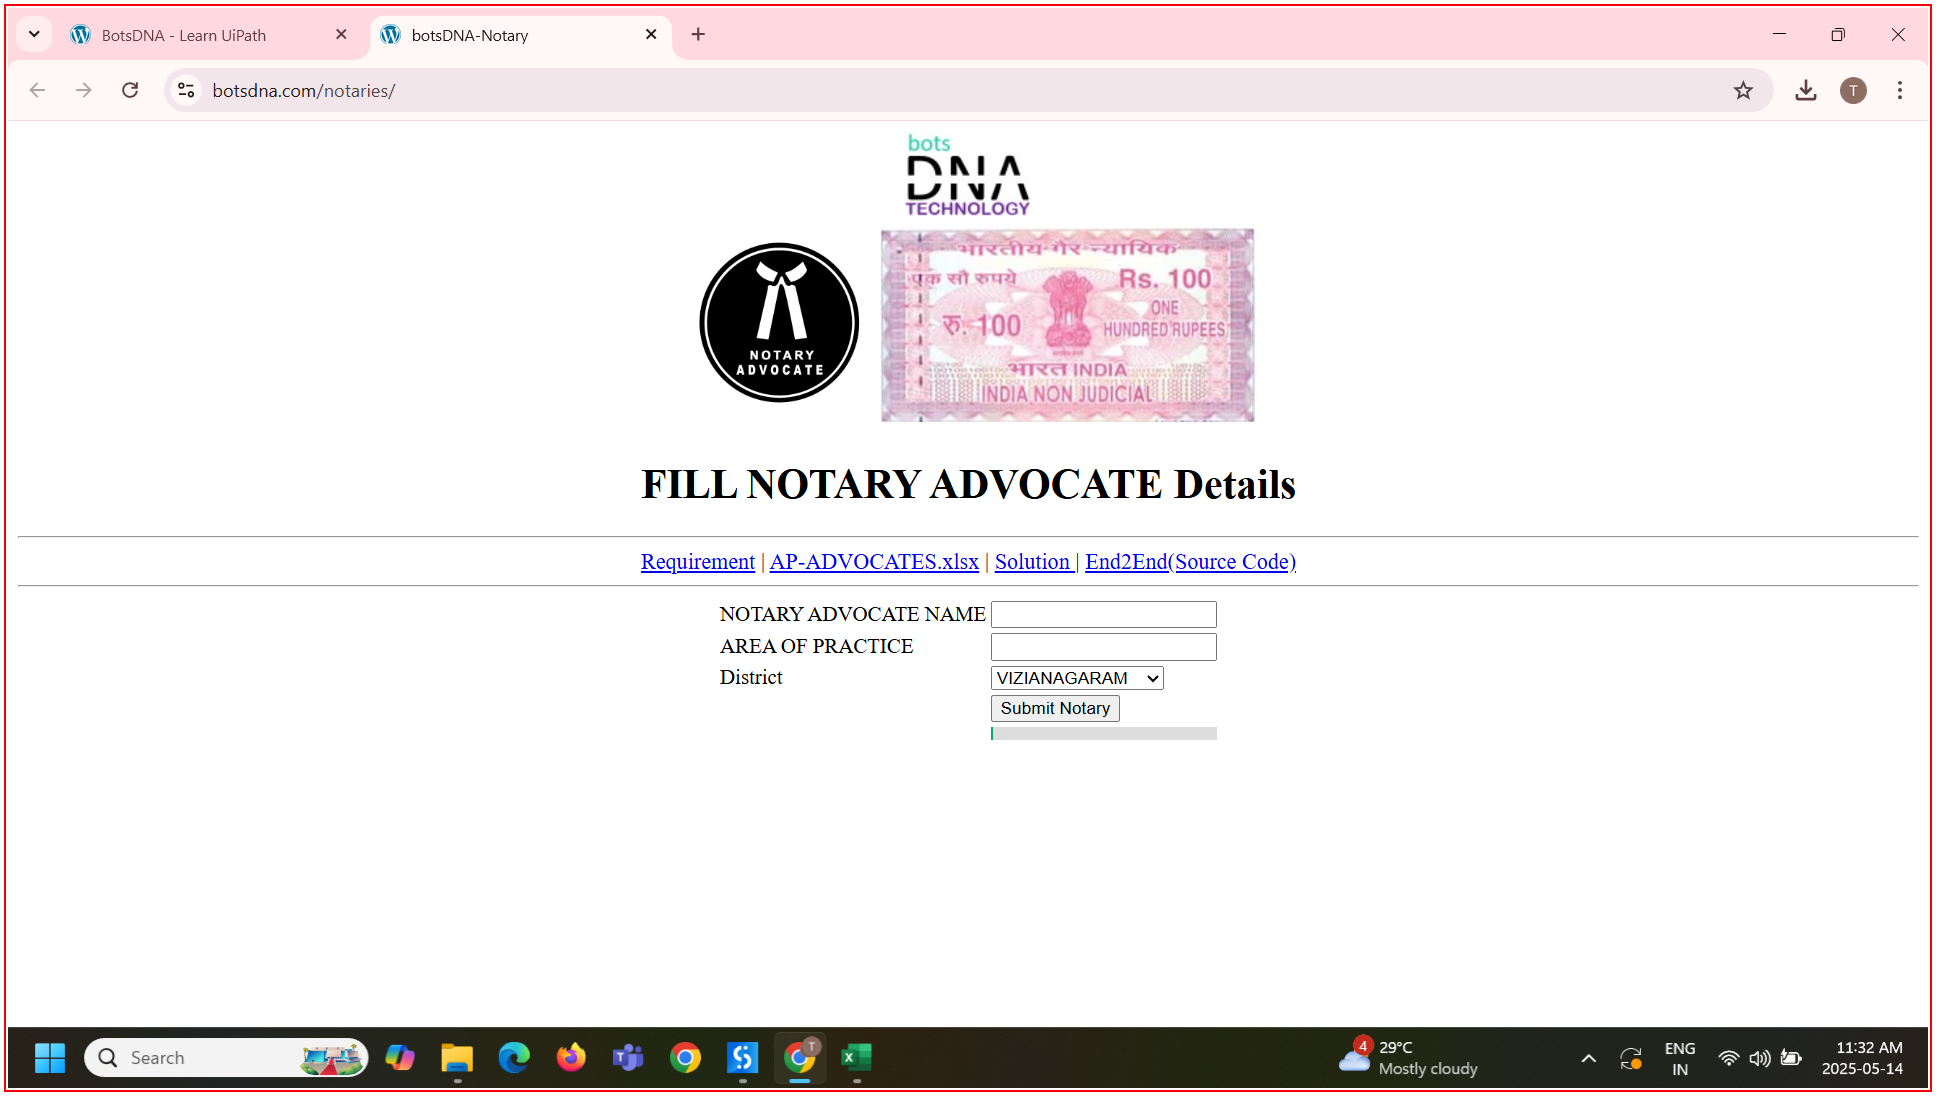 BotsDNA - Learn UiPath
botsDNA-Notary
botsdna.com/notaries/
T
bots
DNA
TECHNOLOGY
NOTARY
ADVOCATE
भारतीय गैर न्यायिक
एक सौ रुपये
Rs. 100
रु. 100
ONE
HUNDRED RUPEES
भारत INDIA
INDIA NON JUDICIAL
FILL NOTARY ADVOCATE Details
Requirement | AP-ADVOCATES.xlsx | Solution | End2End(Source Code)
NOTARY ADVOCATE NAME
AREA OF PRACTICE
District VIZIANAGARAM
Submit Notary
Search
T
4
29°C
Mostly cloudy
ENG
IN
11:32 AM
2025-05-14